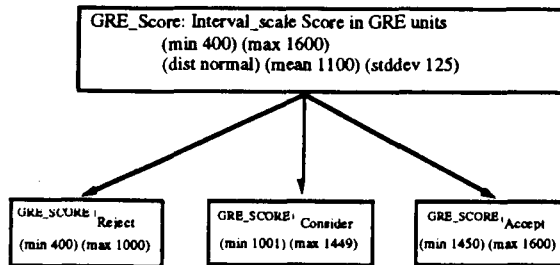 GRE_Score: Interval_scale Score in GRE units
(min 400) (max 1600)
(dist normal) (mean 1100) (stddev 125)
GRE_SCORE Reject
(min 400) (max 1000)
GRE_SCORE Consider
(min 1001) (max 1449)
GRE_SCORE Accept
(min 1450) (max 1600)